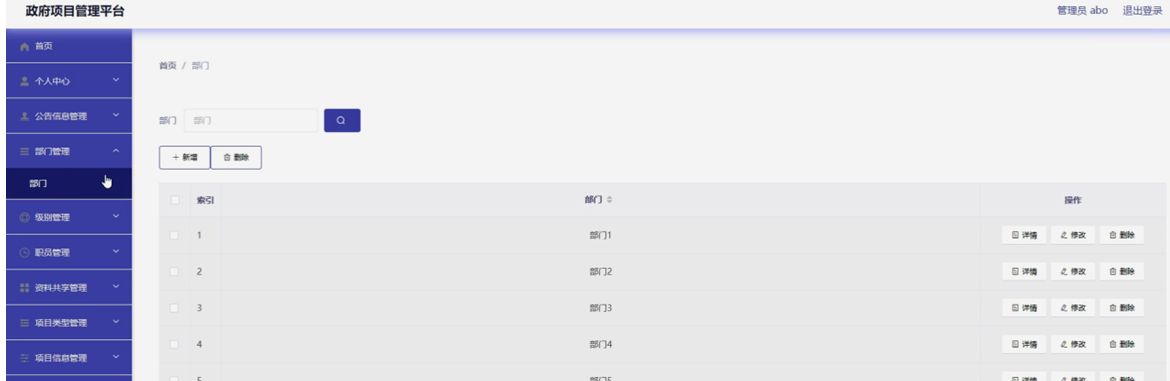 政府项目管理平台 管理员 abo 退出登录
首页
首页 / 部门
个人中心
公告信息管理
部门 部门
部门管理
+ 新增 删除
部门
索引 部门 操作
级别管理
1 部门1 详情 修改 删除
职员管理
2 部门2 详情 修改 删除
资料共享管理
3 部门3 详情 修改 删除
项目类型管理
4 部门4 详情 修改 删除
项目信息管理
5 部门5 详情 修改 删除